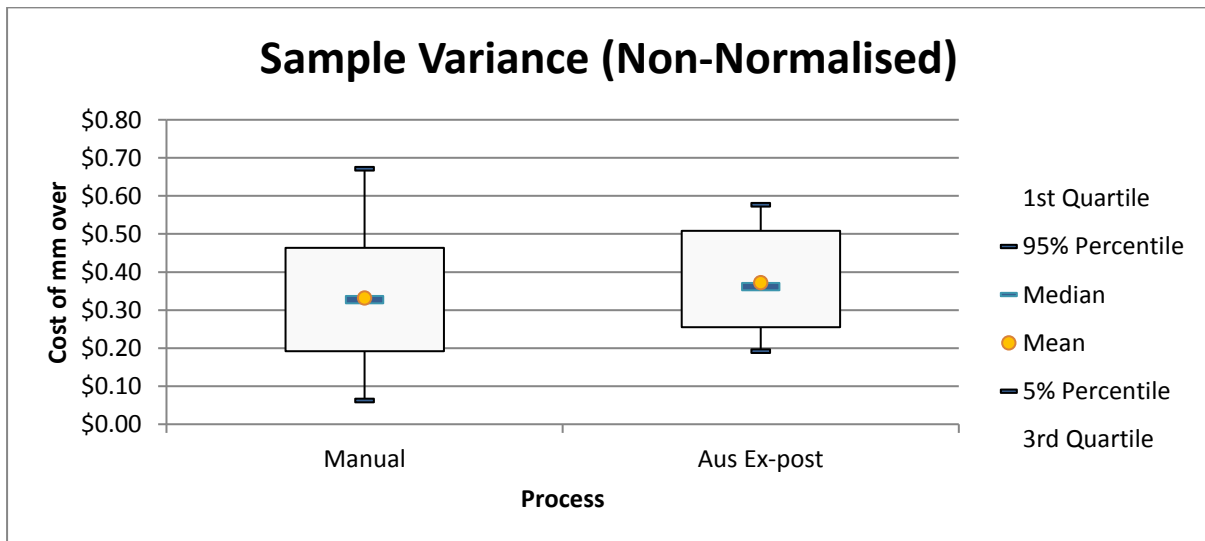 Sample Variance (Non-Normalised)
$0.80
$0.70
$0.60
$0.50
$0.40
$0.30
$0.20
$0.10
$0.00
Cost of mm over
Manual
Aus Ex-post
Process
1st Quartile
95% Percentile
Median
Mean
5% Percentile
3rd Quartile